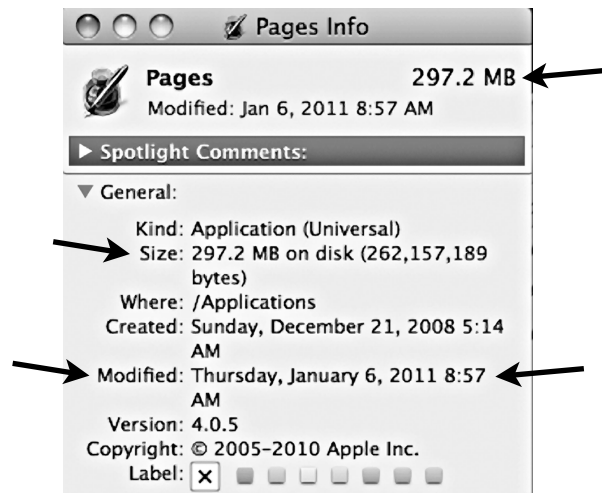 Pages Info
Pages 297.2 MB
Modified: Jan 6, 2011 8:57 AM
Spotlight Comments:
General:
Kind: Application (Universal)
Size: 297.2 MB on disk (262,157,189
bytes)
Where: /Applications
Created: Sunday, December 21, 2008 5:14
AM
Modified: Thursday, January 6, 2011 8:57
AM
Version: 4.0.5
Copyright: © 2005–2010 Apple Inc.
Label: